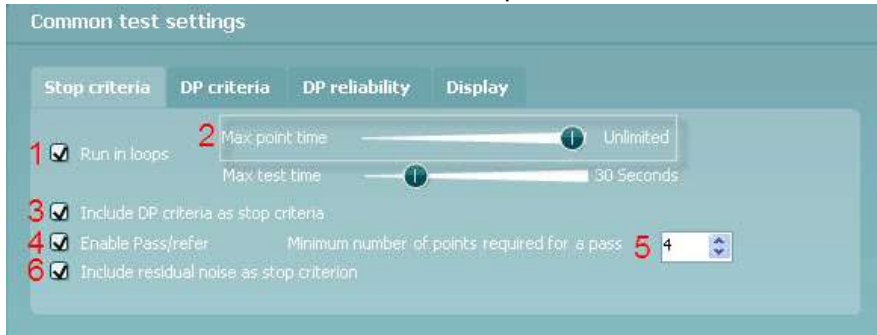 Common test settings
Stop criteria DP criteria DP reliability Display
2 Max point time Unlimited
1 Run in loops
Max test time 30 Seconds
3 Include DP criteria as stop criteria
4 Enable Pass/refer Minimum number of points required for a pass 5 4
6 Include residual noise as stop criterion